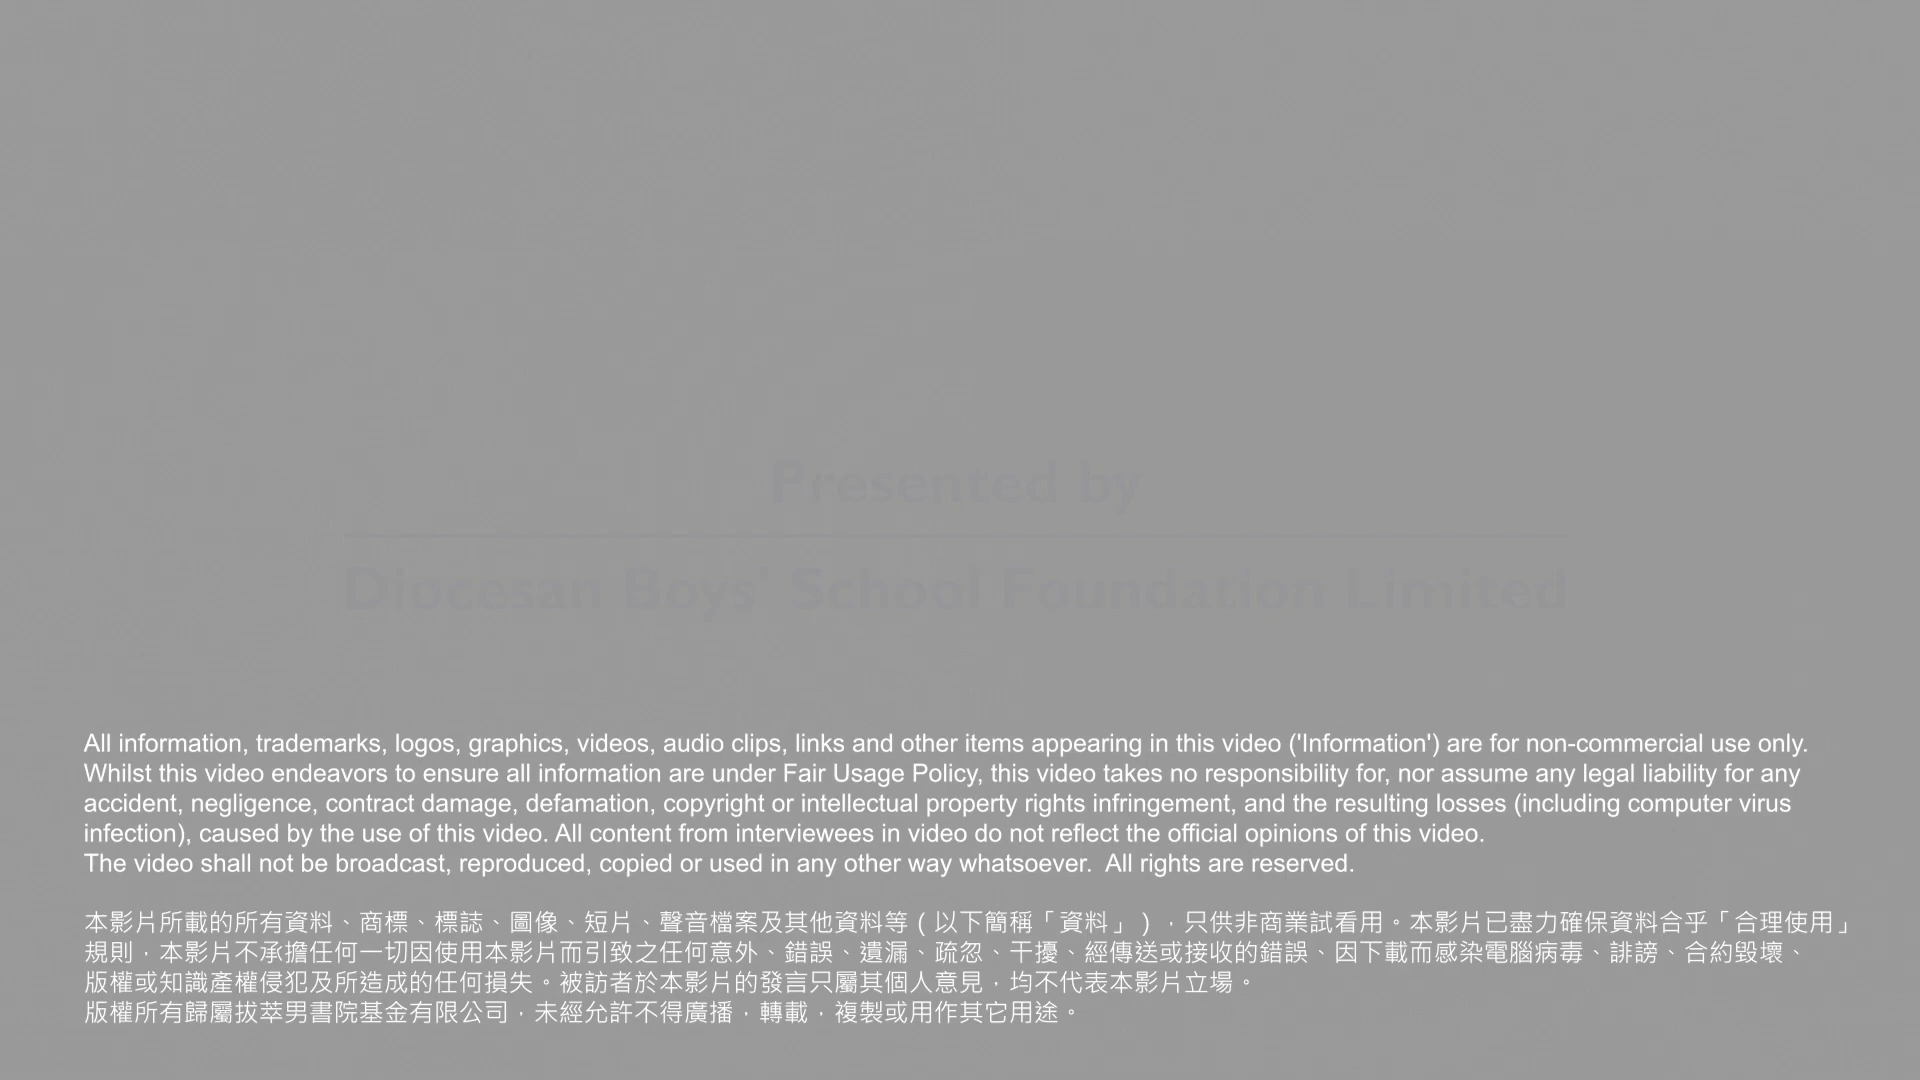 Presented by
Diocesan Boys' School Foundation Limited
All information, trademarks, logos, graphics, videos, audio clips, links and other items appearing in this video ('Information') are for non-commercial use only.
Whilst this video endeavors to ensure all information are under Fair Usage Policy, this video takes no responsibility for, nor assume any legal liability for any
accident, negligence, contract damage, defamation, copyright or intellectual property rights infringement, and the resulting losses (including computer virus
infection), caused by the use of this video. All content from interviewees in video do not reflect the official opinions of this video.
The video shall not be broadcast, reproduced, copied or used in any other way whatsoever.  All rights are reserved.
本影片所載的所有資料、商標、標誌、圖像、短片、聲音檔案及其他資料等（以下簡稱「資料」），只供非商業試看用。本影片已盡力確保資料合乎「合理使用」
規則，本影片不承擔任何一切因使用本影片而引致之任何意外、錯誤、遺漏、疏忽、干擾、經傳送或接收的錯誤、因下載而感染電腦病毒、誹謗、合約毀壞、
版權或知識產權侵犯及所造成的任何損失。被訪者於本影片的發言只屬其個人意見，均不代表本影片立場。
版權所有歸屬拔萃男書院基金有限公司，未經允許不得廣播，轉載，複製或用作其它用途。